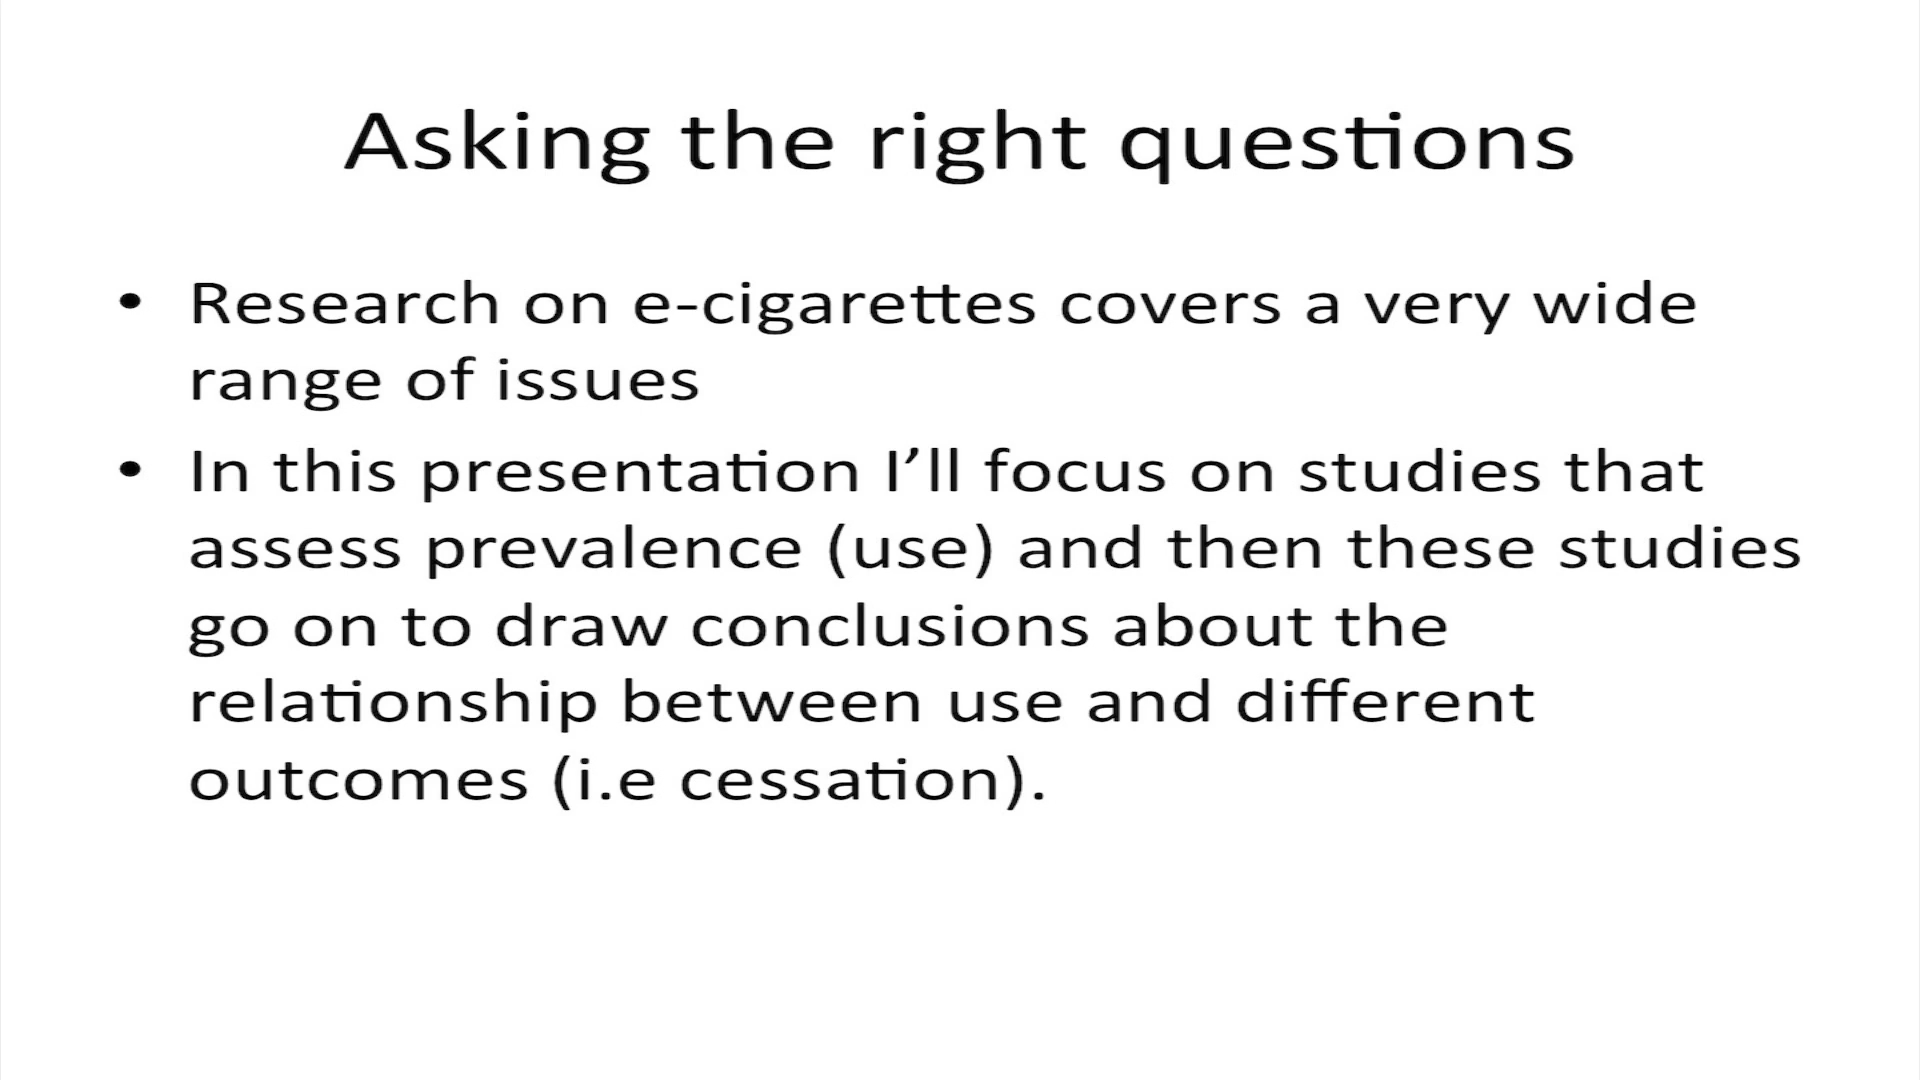 Asking the right questions
• Research on e-cigarettes covers a very wide
range of issues
• In this presentation I’ll focus on studies that
assess prevalence (use) and then these studies
go on to draw conclusions about the
relationship between use and different
outcomes (i.e cessation).